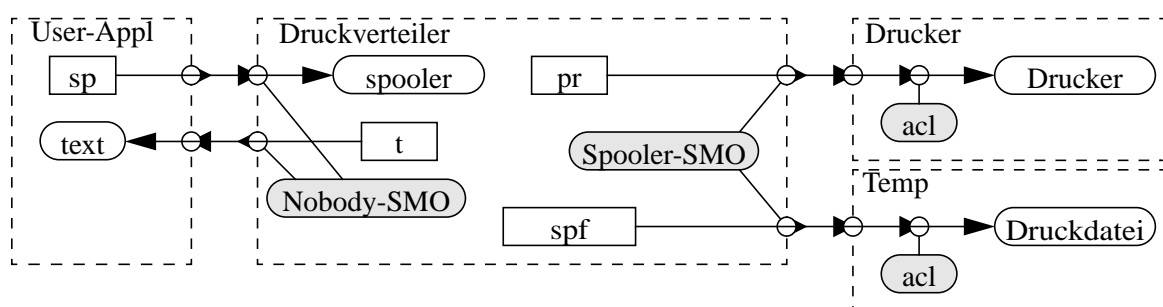 User-Appl
Druckverteiler
Drucker
sp
spooler
pr
Drucker
acl
text
t
Spooler-SMO
Nobody-SMO
Temp
spf
Druckdatei
acl